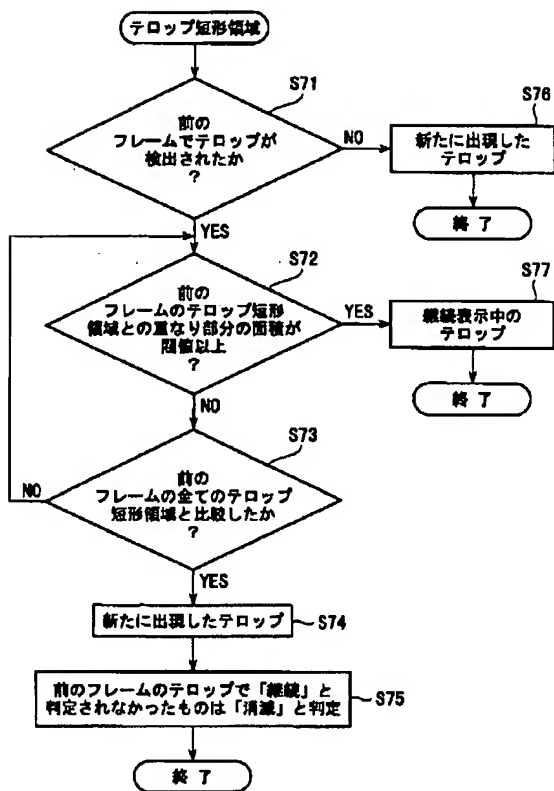 テロップ短形領域
S71
前の
フレームでテロップが
検出されたか
?
NO
S76
新たに出現した
テロップ
終了
YES
S72
前の
フレームのテロップ短形
領域との重なり部分の面積が
閾値以上
?
YES
S77
継続表示中の
テロップ
終了
NO
S73
前の
フレームの全てのテロップ
短形領域と比較したか
?
NO
YES
新たに出現したテロップ
S74
前のフレームのテロップで「継続」と
判定されなかったものは「消滅」と判定
S75
終了